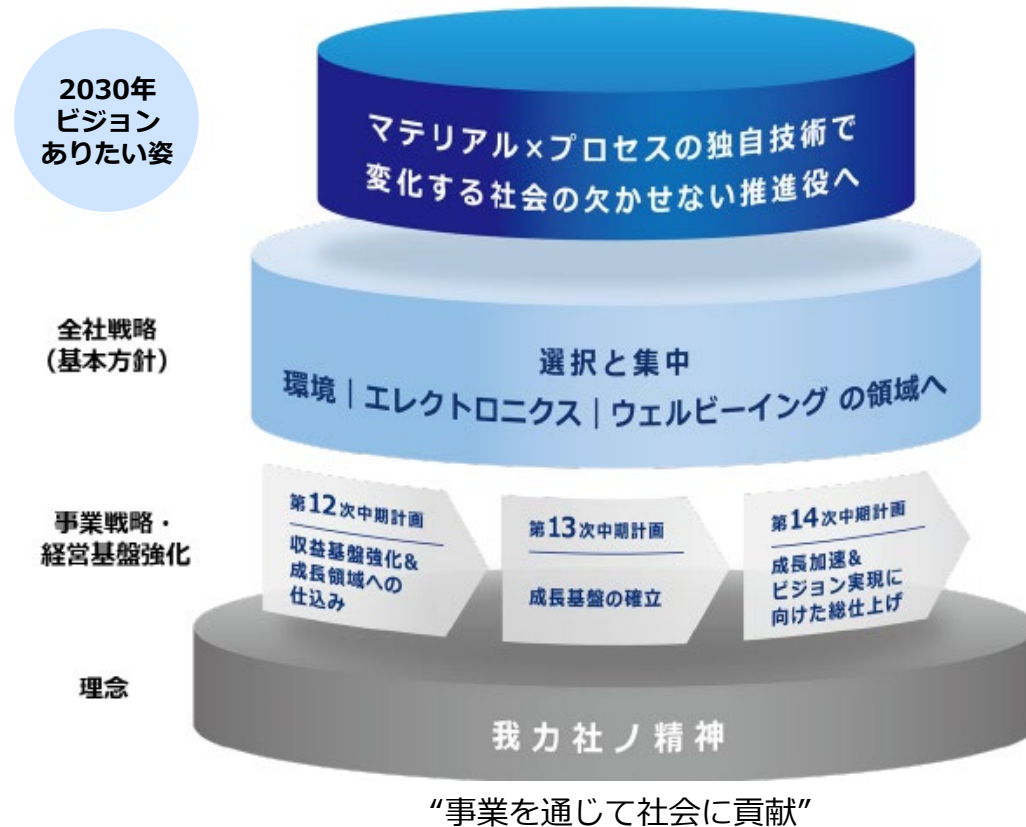 2030年
ビジョン
ありたい姿
マテリアル×プロセスの独自技術で
変化する社会の欠かせない推進役へ
全社戦略
（基本方針）
選択と集中
環境｜エレクトロニクス｜ウェルビーイング の領域へ
事業戦略・
経営基盤強化
第12次中期計画
収益基盤強化&
成長領域への
仕込み
第13次中期計画
成長基盤の確立
第14次中期計画
成長加速&
ビジョン実現に
向けた総仕上げ
理念
我カ社ノ精神
“事業を通じて社会に貢献”